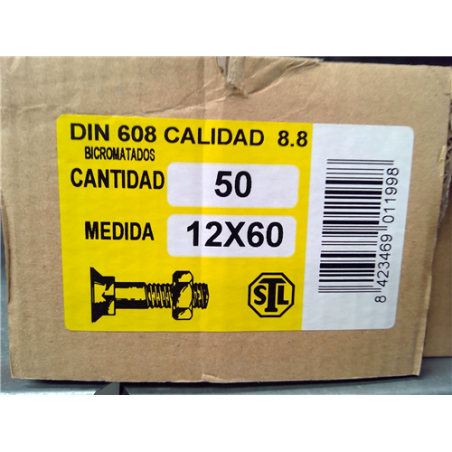 DIN 608 CALIDAD 8.8
BICROMATADOS
CANTIDAD 50
MEDIDA 12X60
STL
8 423469 011998